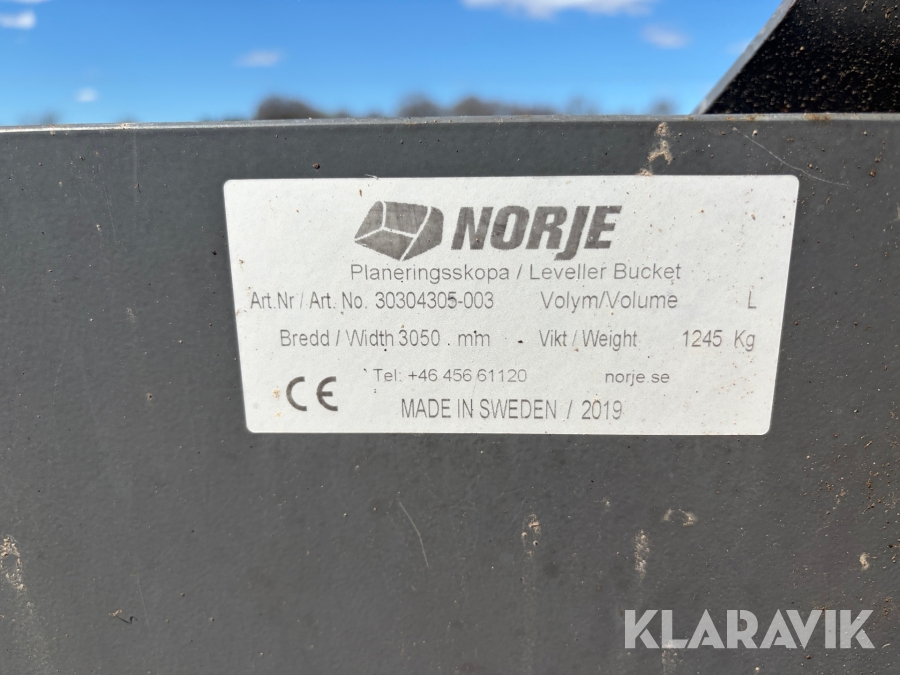 NORJE
Planeringsskopa / Leveller Bucket
Art.Nr / Art. No. 30304305-003 Volym/Volume L
Bredd / Width 3050 mm Vikt / Weight 1245 Kg
Tel: +46 456 61120 norje.se
CE MADE IN SWEDEN / 2019
KLARAVIK